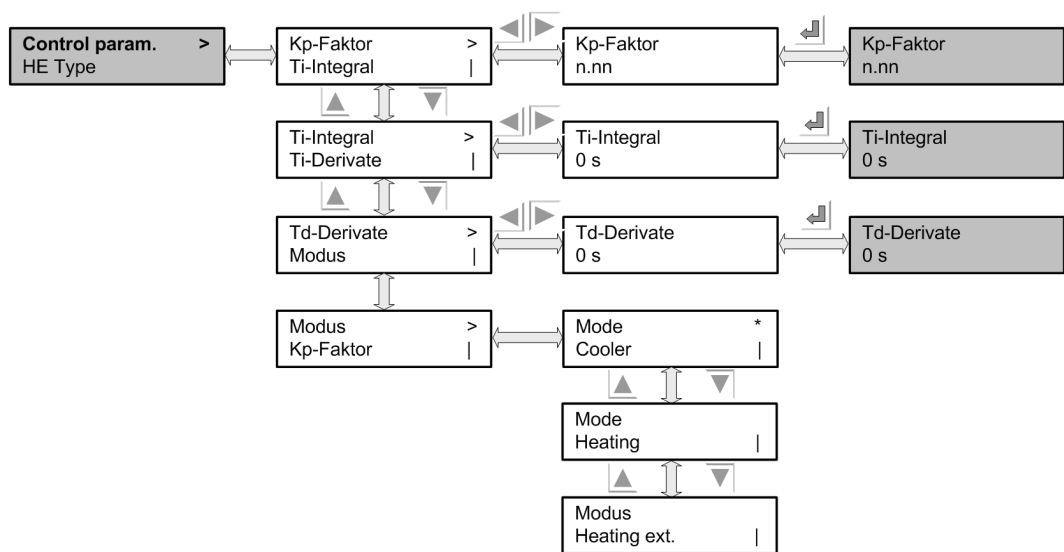 Control param. >
HE Type
Kp-Faktor >
Ti-Integral |
Kp-Faktor
n.nn
Kp-Faktor
n.nn
Ti-Integral >
Ti-Derivate |
Ti-Integral
0 s
Ti-Integral
0 s
Td-Derivate >
Modus |
Td-Derivate
0 s
Td-Derivate
0 s
Modus >
Kp-Faktor |
Mode *
Cooler |
Mode
Heating |
Modus
Heating ext. |